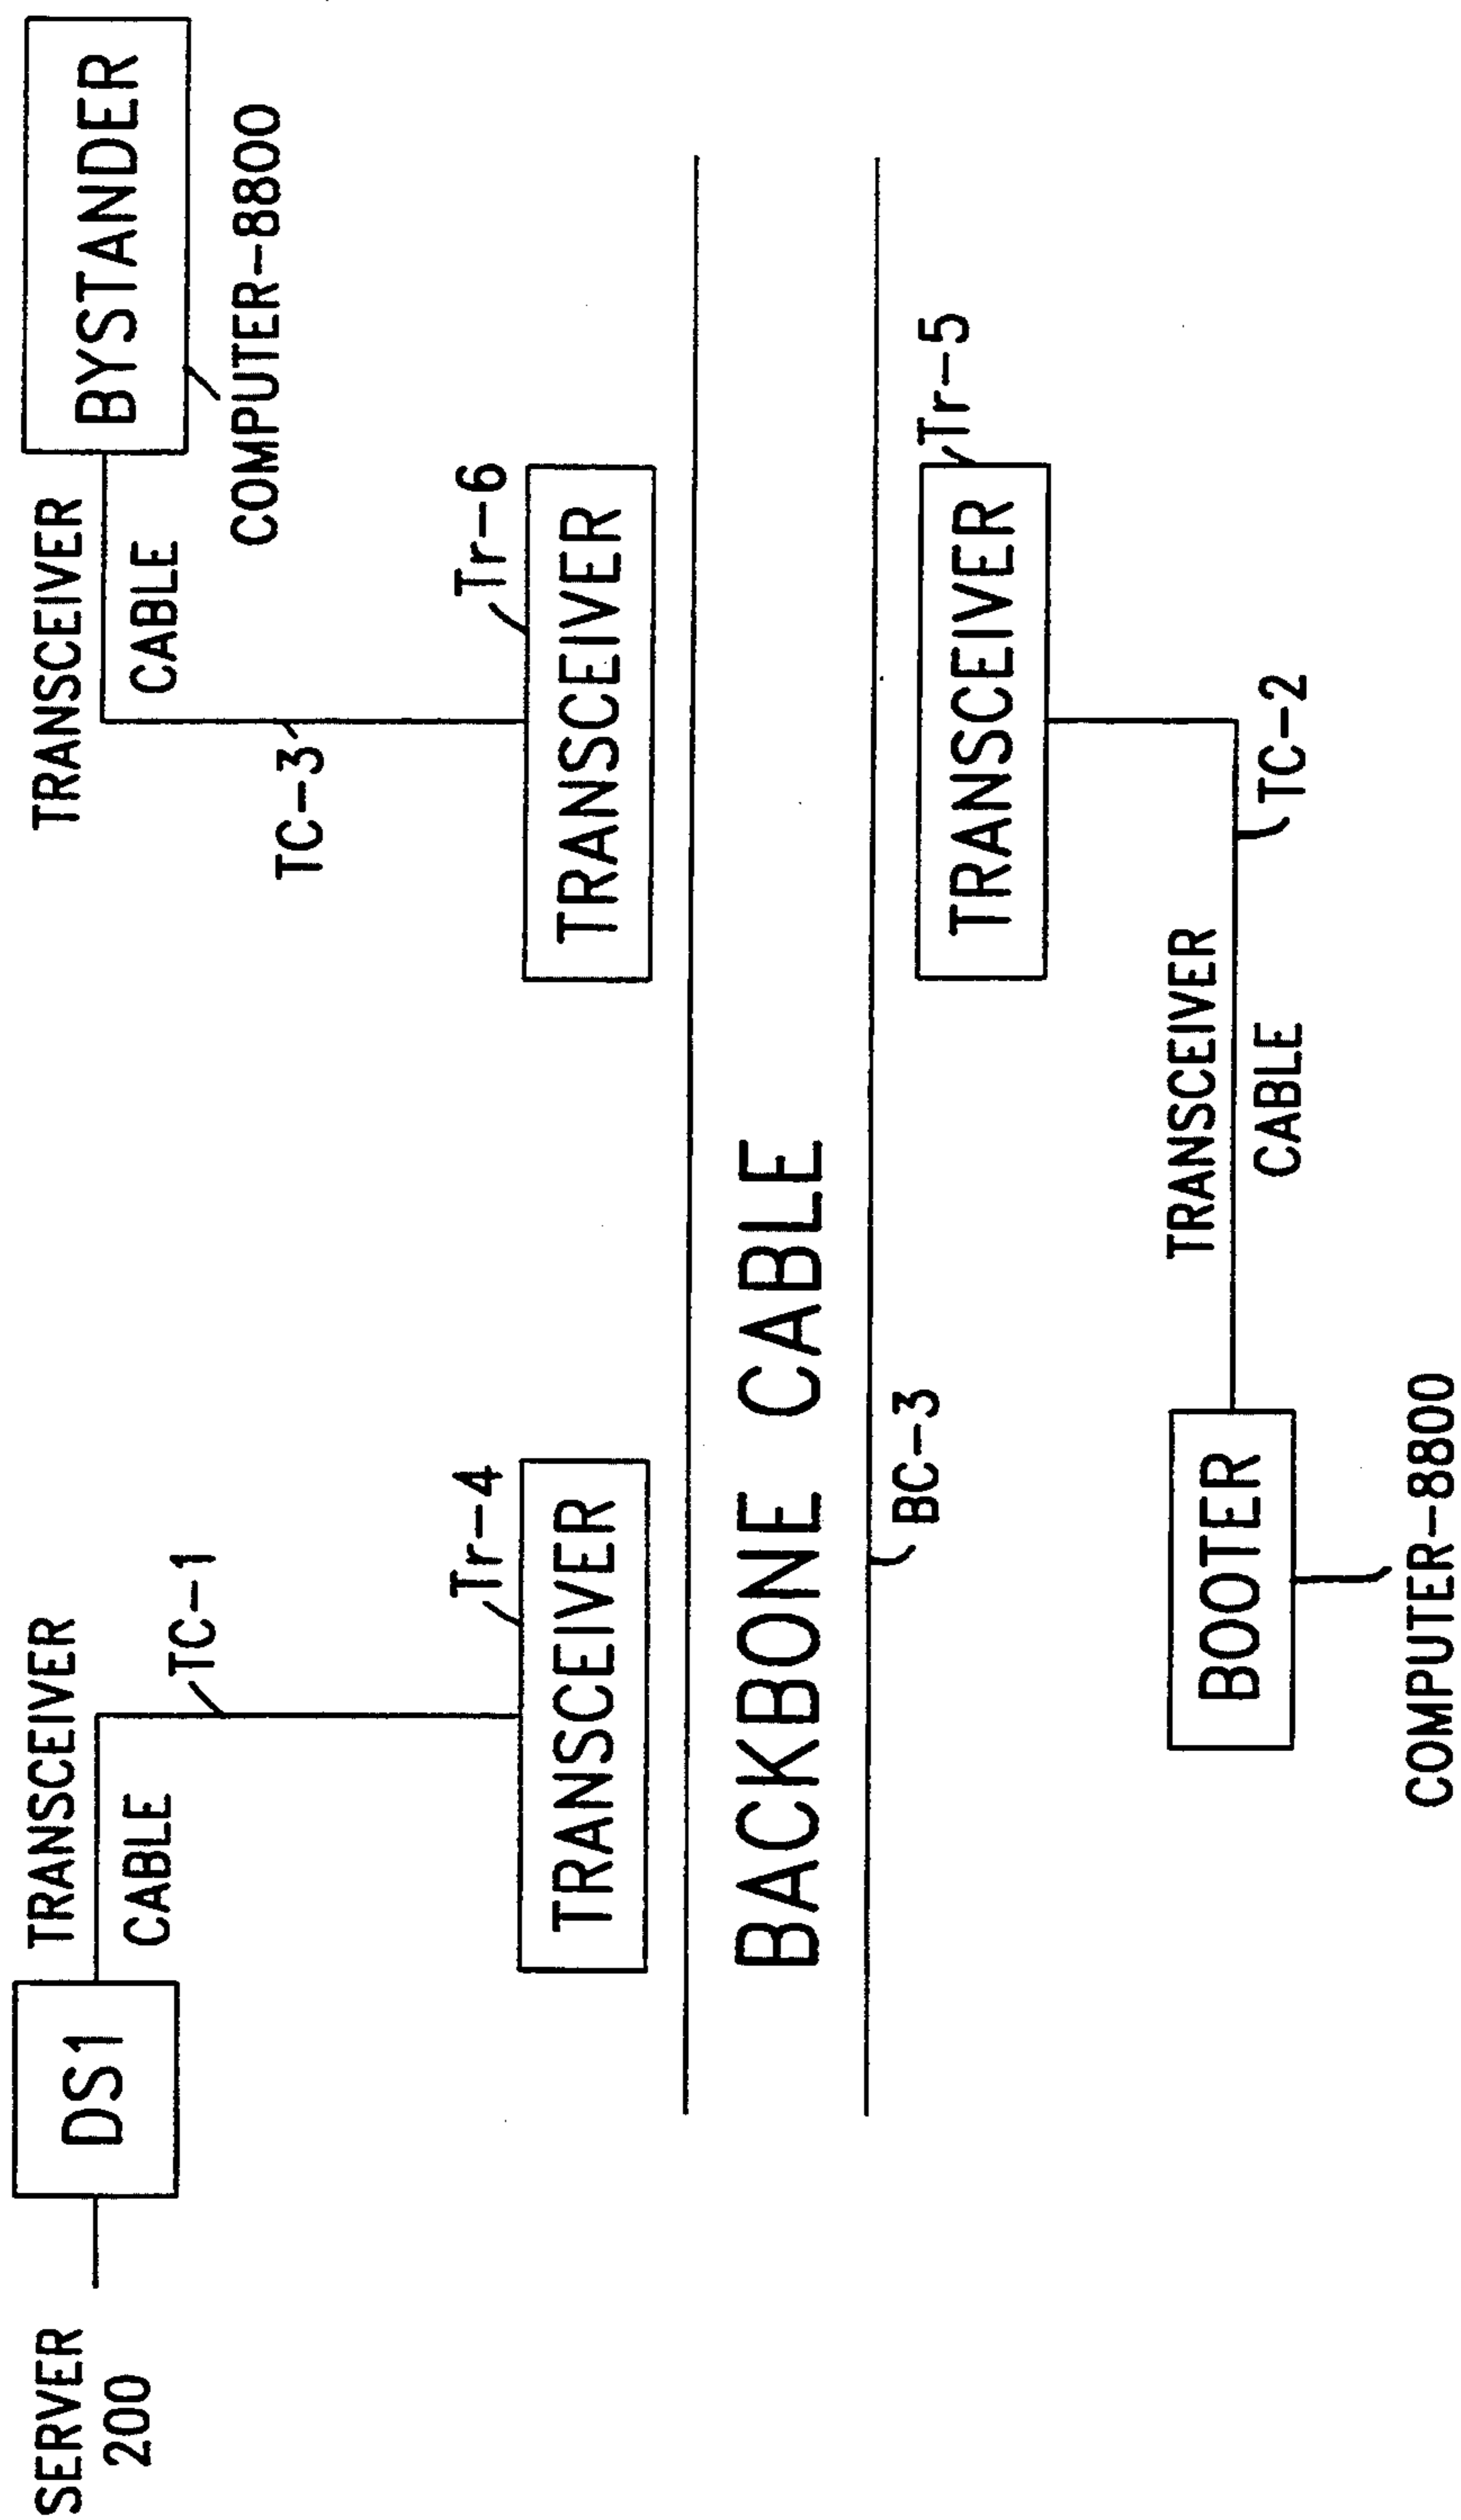 SERVER
200
DS1
TRANSCEIVER
CABLE
TC-1
TRANSCEIVER
CABLE
TC-3
BYSTANDER
COMPUTER-8800
Tr-4
TRANSCEIVER
Tr-6
TRANSCEIVER
BACKBONE CABLE
BC-3
Tr-5
TRANSCEIVER
TRANSCEIVER
CABLE
TC-2
BOOTER
COMPUTER-8800